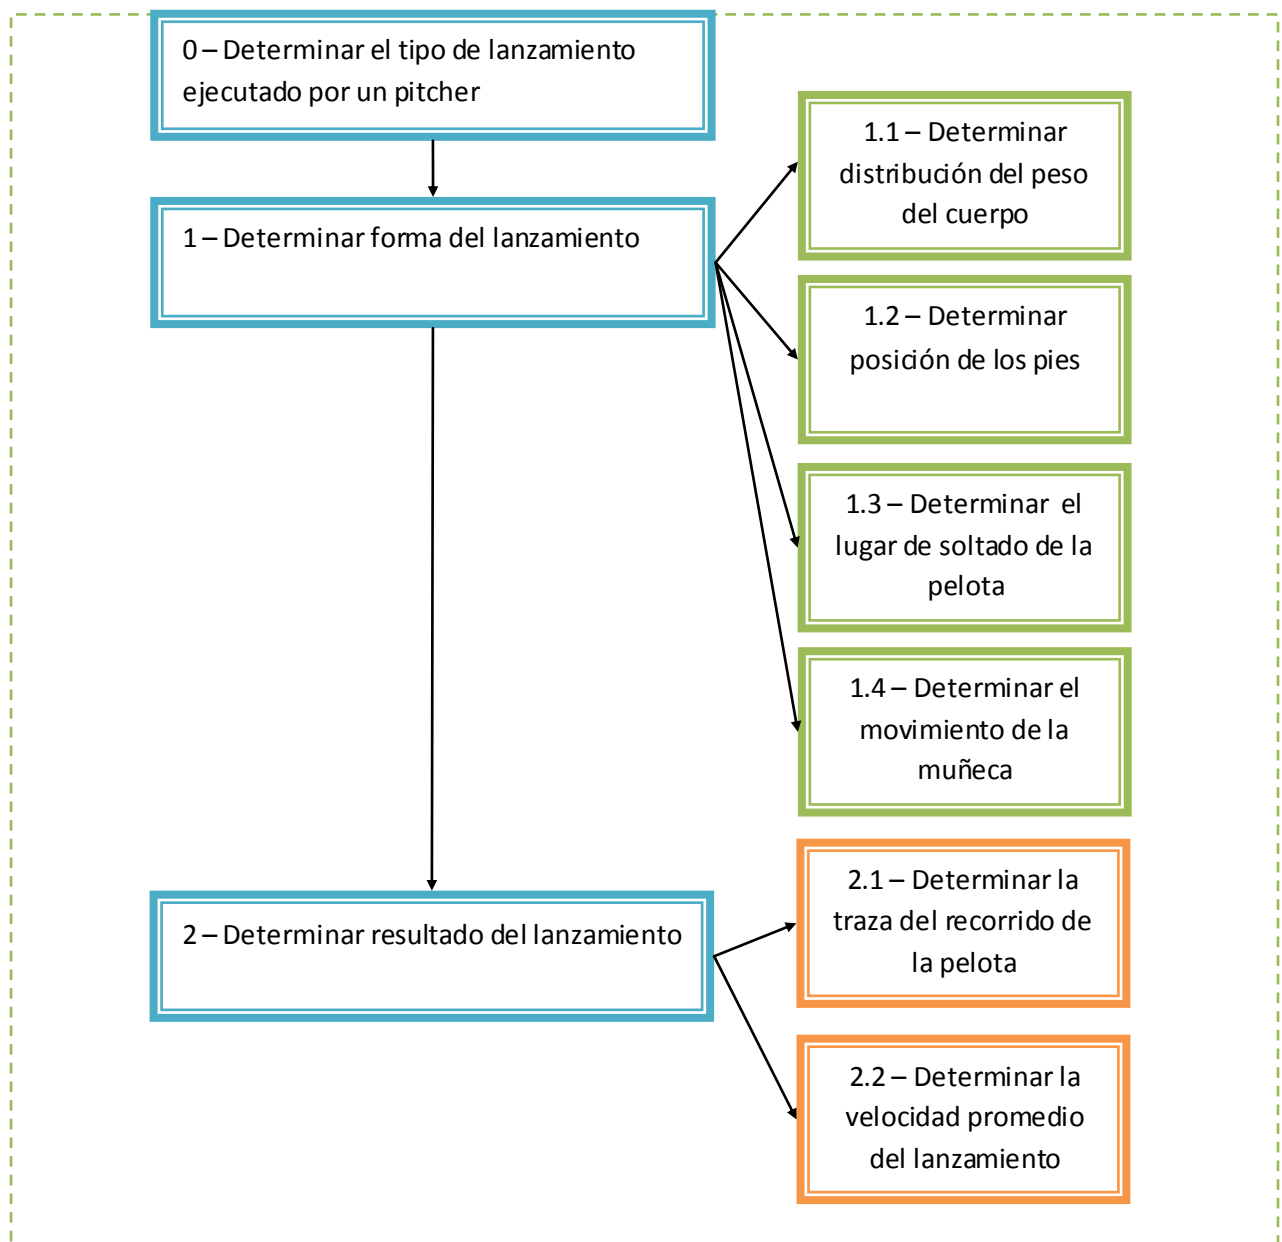 0 – Determinar el tipo de lanzamiento
ejecutado por un pitcher
1.1 – Determinar
distribución del peso
del cuerpo
1 – Determinar forma del lanzamiento
1.2 – Determinar
posición de los pies
1.3 – Determinar el
lugar de soltado de la
pelota
1.4 – Determinar el
movimiento de la
muñeca
2 – Determinar resultado del lanzamiento
2.1 – Determinar la
traza del recorrido de
la pelota
2.2 – Determinar la
velocidad promedio
del lanzamiento